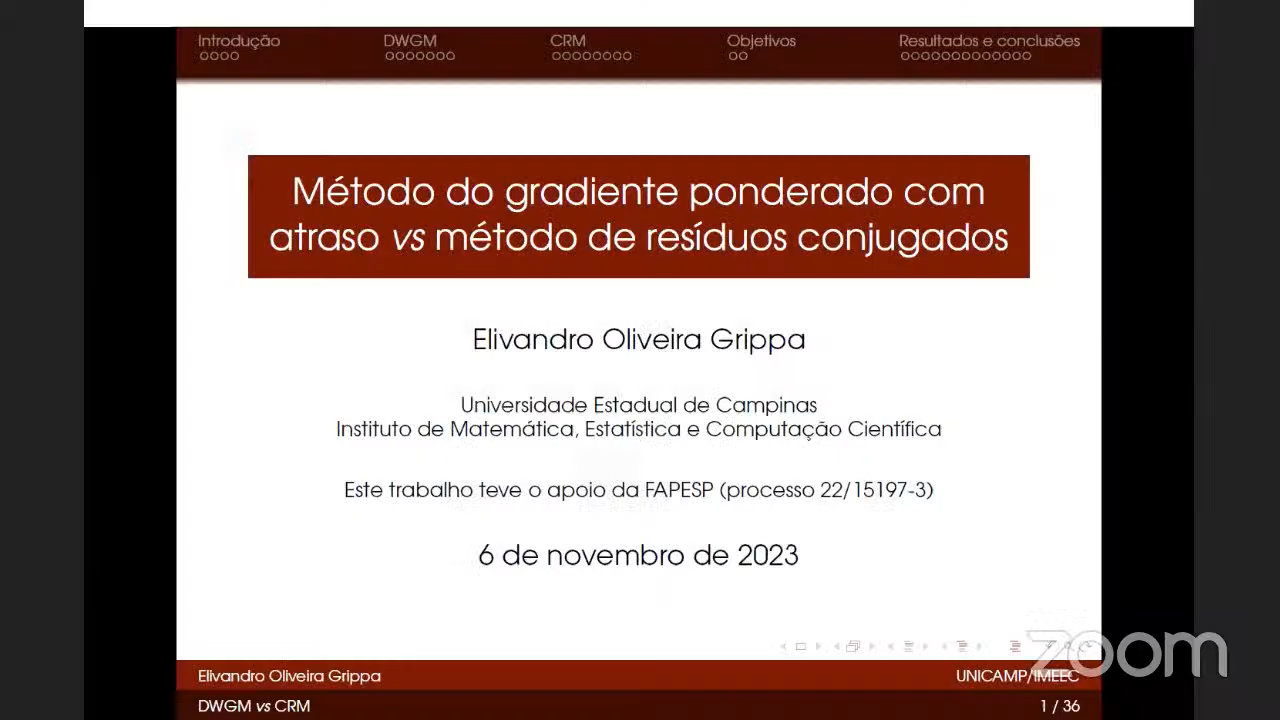 Introdução
DWGM
CRM
Objetivos
Resultados e conclusões
Método do gradiente ponderado com
atraso vs método de resíduos conjugados
Elivandro Oliveira Grippa
Universidade Estadual de Campinas
Instituto de Matemática, Estatística e Computação Científica
Este trabalho teve o apoio da FAPESP (processo 22/15197-3)
6 de novembro de 2023
zoom
Elivandro Oliveira Grippa
UNICAMP/IMEEC
DWGM vs CRM
1 / 36